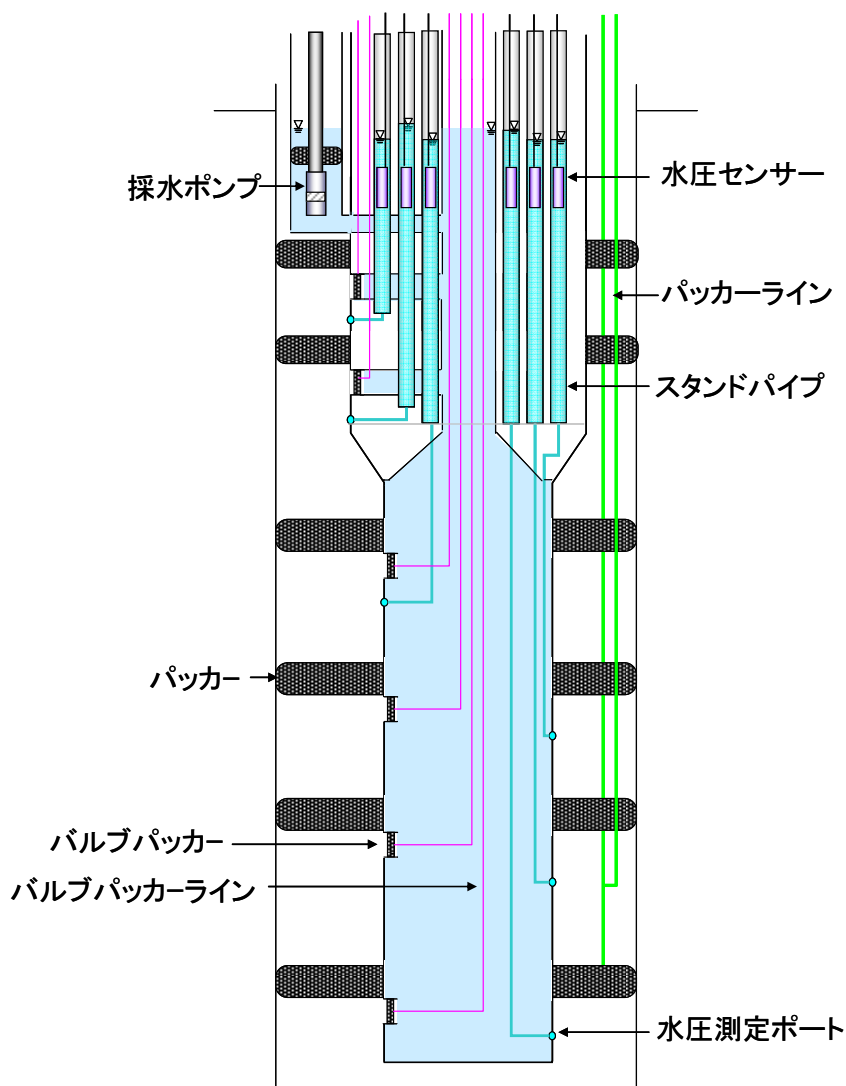 採水ポンプ
水圧センサー
パッカーライン
スタンドパイプ
パッカー
バルブパッカー
バルブパッカーライン
水圧測定ポート